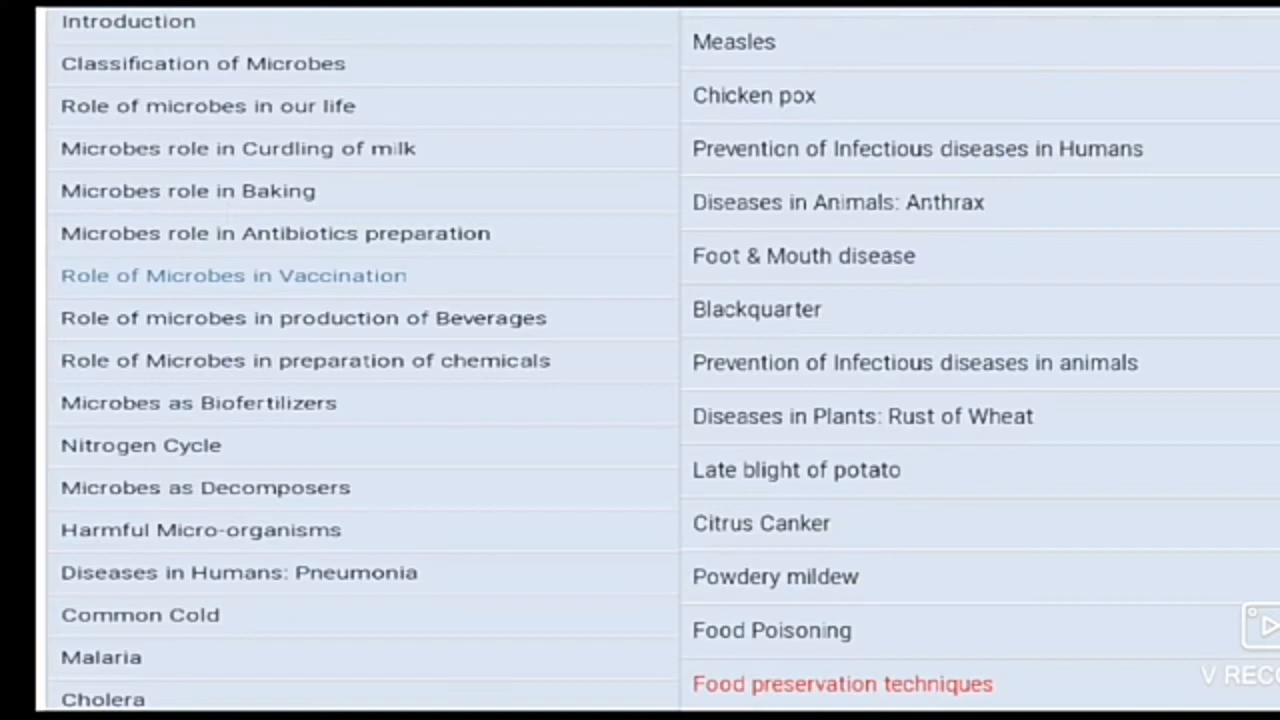 Introduction
Classification of Microbes
Role of microbes in our life
Microbes role in Curdling of milk
Microbes role in Baking
Microbes role in Antibiotics preparation
Role of Microbes in Vaccination
Role of microbes in production of Beverages
Role of Microbes in preparation of chemicals
Microbes as Biofertilizers
Nitrogen Cycle
Microbes as Decomposers
Harmful Micro-organisms
Diseases in Humans: Pneumonia
Common Cold
Malaria
Cholera
Measles
Chicken pox
Prevention of Infectious diseases in Humans
Diseases in Animals: Anthrax
Foot & Mouth disease
Blackquarter
Prevention of Infectious diseases in animals
Diseases in Plants: Rust of Wheat
Late blight of potato
Citrus Canker
Powdery mildew
Food Poisoning
Food preservation techniques
V RECO